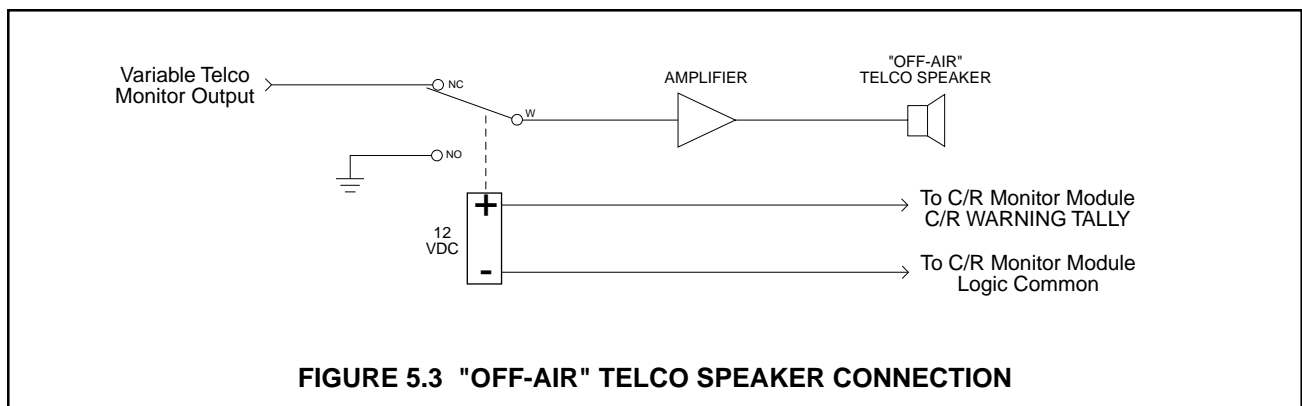 "OFF-AIR"
TELCO SPEAKER
AMPLIFIER
Variable Telco
Monitor Output
NC
W
NO
+
12
VDC
-
To C/R Monitor Module
C/R WARNING TALLY
To C/R Monitor Module
Logic Common
FIGURE 5.3 "OFF-AIR" TELCO SPEAKER CONNECTION